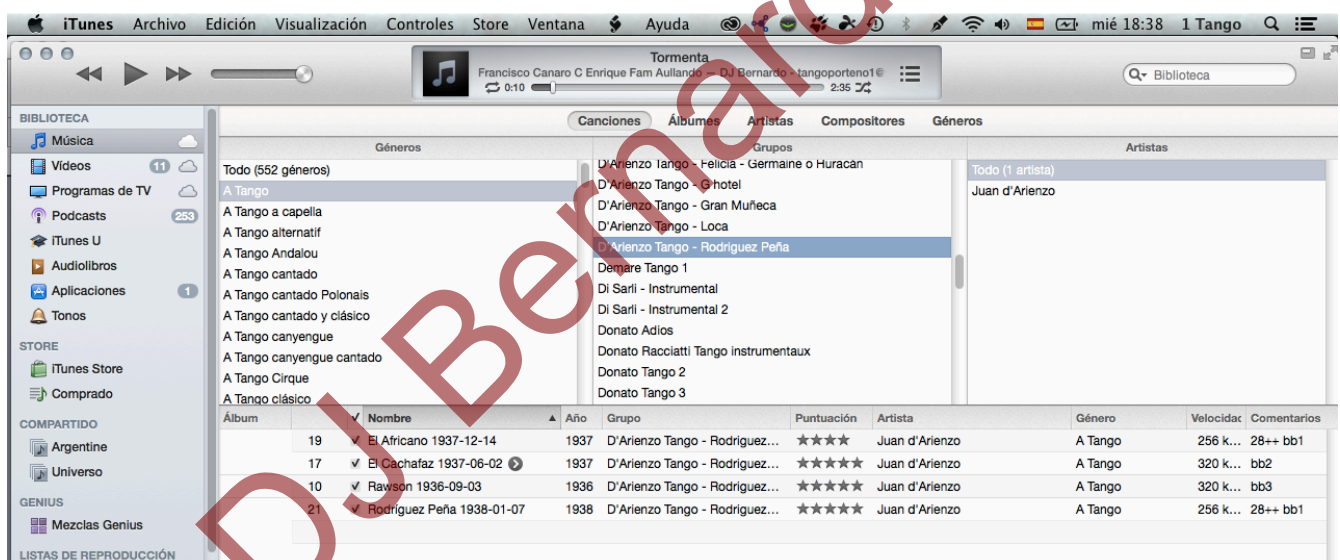 iTunes Archivo Edición Visualización Controles Store Ventana Ayuda mié 18:38 1 Tango
Tormenta
Francisco Canaro C Enrique Fam Aullando — DJ Bernardo - tangoporteno1@
0:10 2:35
Biblioteca
Canciones Álbumes Artistas Compositores Géneros
BIBLIOTECA
Música
Vídeos 11
Programas de TV
Podcasts 253
iTunes U
Audiolibros
Aplicaciones 1
Tonos
STORE
iTunes Store
Comprado
COMPARTIDO
Argentine
Universo
GENIUS
Mezclas Genius
LISTAS DE REPRODUCCIÓN
Géneros
Todo (552 géneros)
A Tango
A Tango a capella
A Tango alternatif
A Tango Andalou
A Tango cantado
A Tango cantado Polonais
A Tango cantado y clásico
A Tango canyengue
A Tango canyengue cantado
A Tango Cirque
A Tango clásico
Grupos
D'Arienzo Tango - Felicia - Germaine o Huracán
D'Arienzo Tango - G hotel
D'Arienzo Tango - Gran Muñeca
D'Arienzo Tango - Loca
D'Arienzo Tango - Rodriguez Peña
Demare Tango 1
Di Sarli - Instrumental
Di Sarli - Instrumental 2
Donato Adios
Donato Racciatti Tango instrumentaux
Donato Tango 2
Donato Tango 3
Artistas
Todo (1 artista)
Juan d'Arienzo
Álbum Nombre Año Grupo Puntuación Artista Género Velocidac Comentarios
19 El Africano 1937-12-14 1937 D'Arienzo Tango - Rodriguez... ★★★★ Juan d'Arienzo A Tango 256 k... 28++ bb1
17 El Cachafaz 1937-06-02 1937 D'Arienzo Tango - Rodriguez... ★★★★★ Juan d'Arienzo A Tango 320 k... bb2
10 Rawson 1936-09-03 1936 D'Arienzo Tango - Rodriguez... ★★★★★ Juan d'Arienzo A Tango 320 k... bb3
21 Rodriguez Peña 1938-01-07 1938 D'Arienzo Tango - Rodriguez... ★★★★★ Juan d'Arienzo A Tango 256 k... 28++ bb1
DJ Bernardo